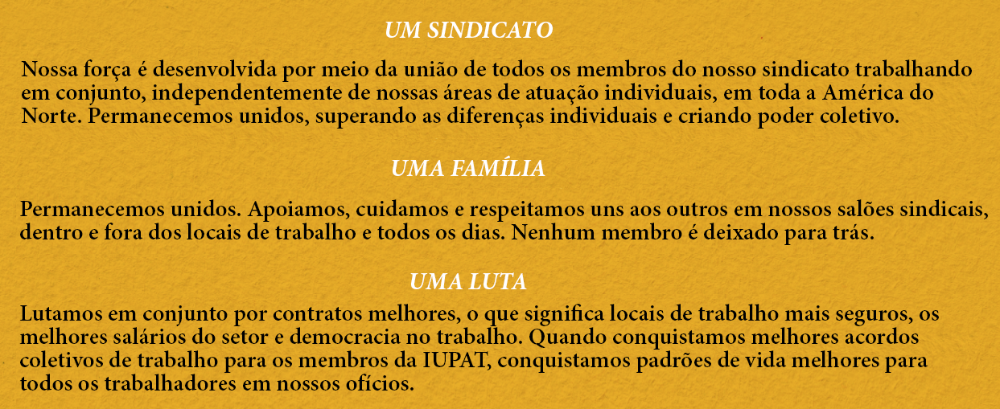 UM SINDICATO
Nossa força é desenvolvida por meio da união de todos os membros do nosso sindicato trabalhando
em conjunto, independentemente de nossas áreas de atuação individuais, em toda a América do
Norte. Permanecemos unidos, superando as diferenças individuais e criando poder coletivo.
UMA FAMÍLIA
Permanecemos unidos. Apoiamos, cuidamos e respeitamos uns aos outros em nossos salões sindicais,
dentro e fora dos locais de trabalho e todos os dias. Nenhum membro é deixado para trás.
UMA LUTA
Lutamos em conjunto por contratos melhores, o que significa locais de trabalho mais seguros, os
melhores salários do setor e democracia no trabalho. Quando conquistamos melhores acordos
coletivos de trabalho para os membros da IUPAT, conquistamos padrões de vida melhores para
todos os trabalhadores em nossos ofícios.